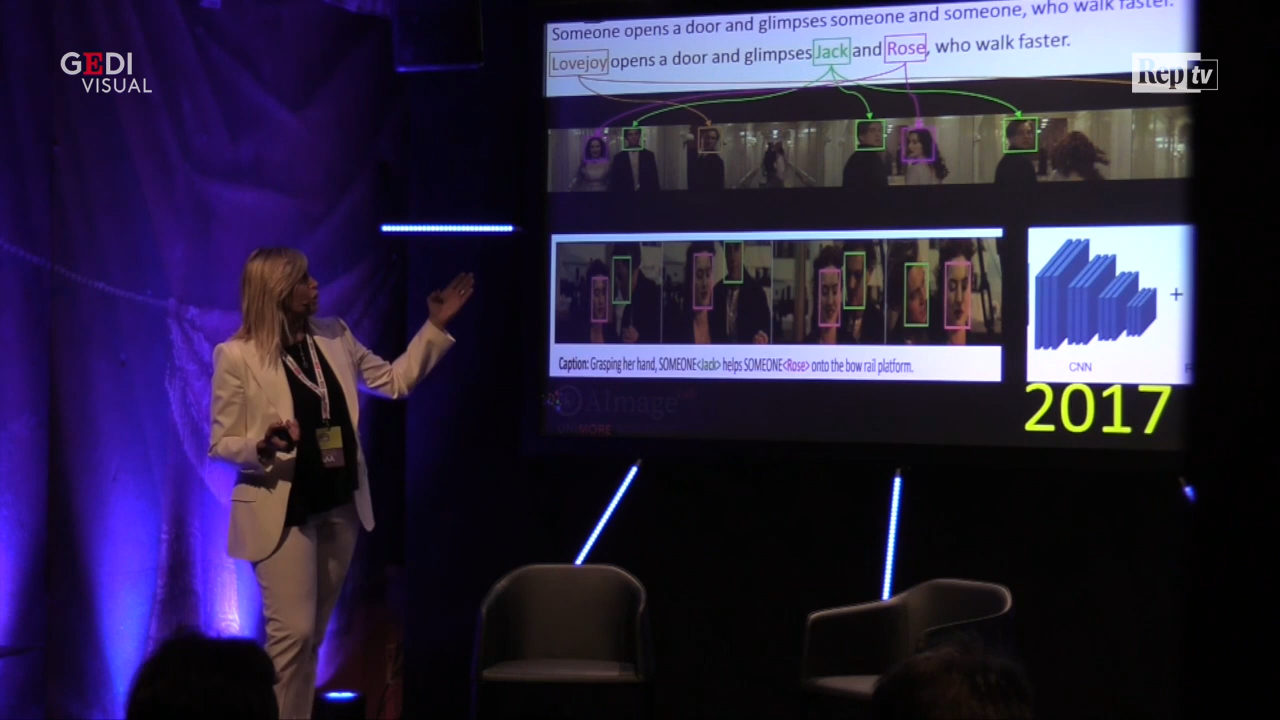 GEDI
VISUAL
Rep tv
Someone opens a door and glimpses someone and someone, who walk faster.
Lovejoy opens a door and glimpses Jack and Rose, who walk faster.
Caption: Grasping her hand, SOMEONE<Jack> helps SOMEONE<Rose> onto the bow rail platform.
+
CNN
2017
AImage
UNIMORE